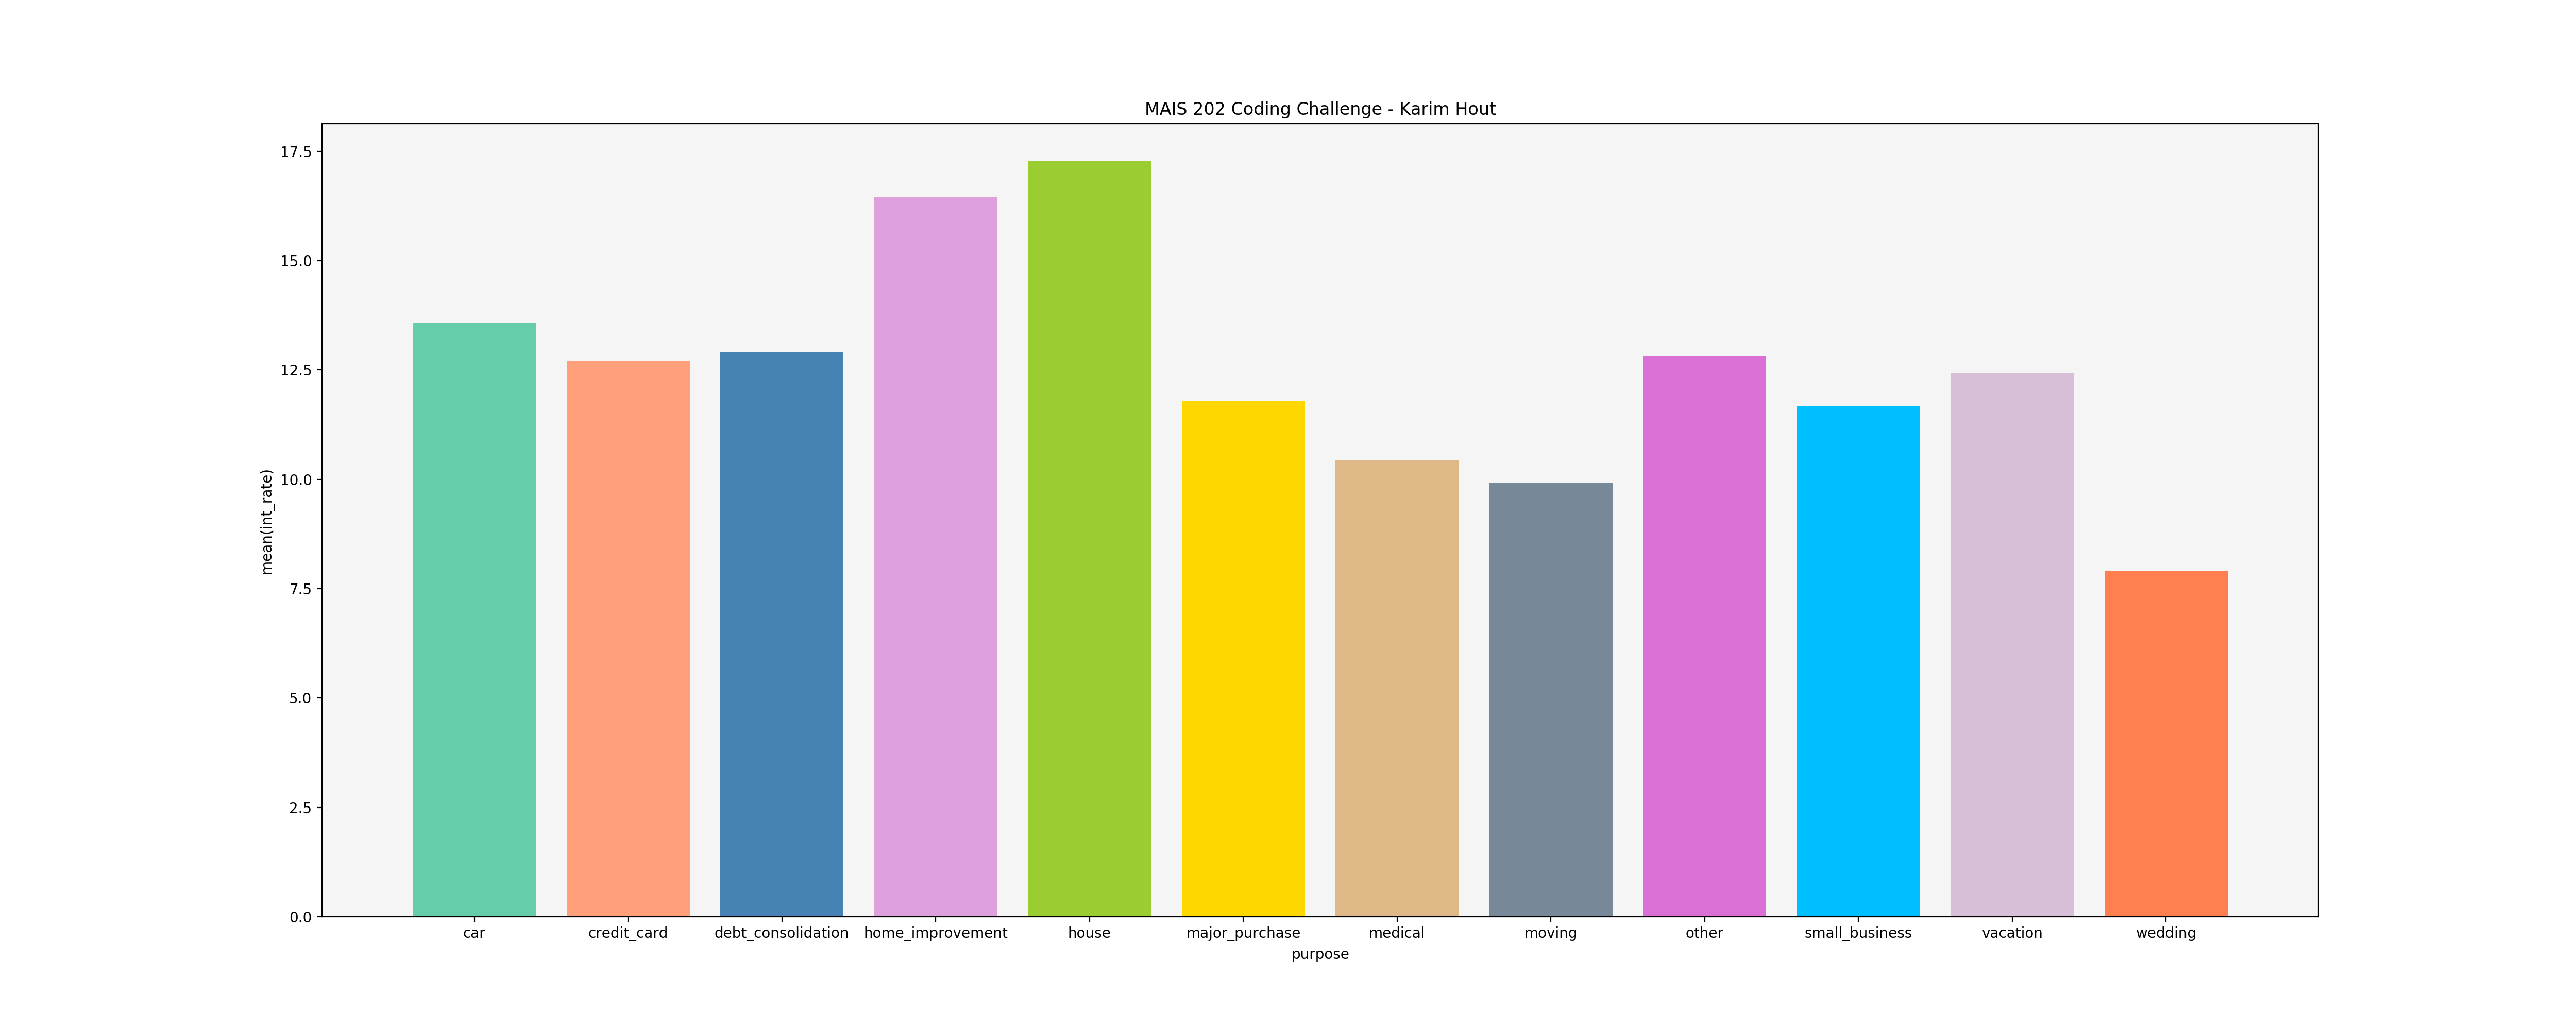 MAIS 202 Coding Challenge - Karim Hout
mean(int_rate)
17.5
15.0
12.5
10.0
7.5
5.0
2.5
0.0
car credit_card debt_consolidation home_improvement house major_purchase medical moving other small_business vacation wedding
purpose